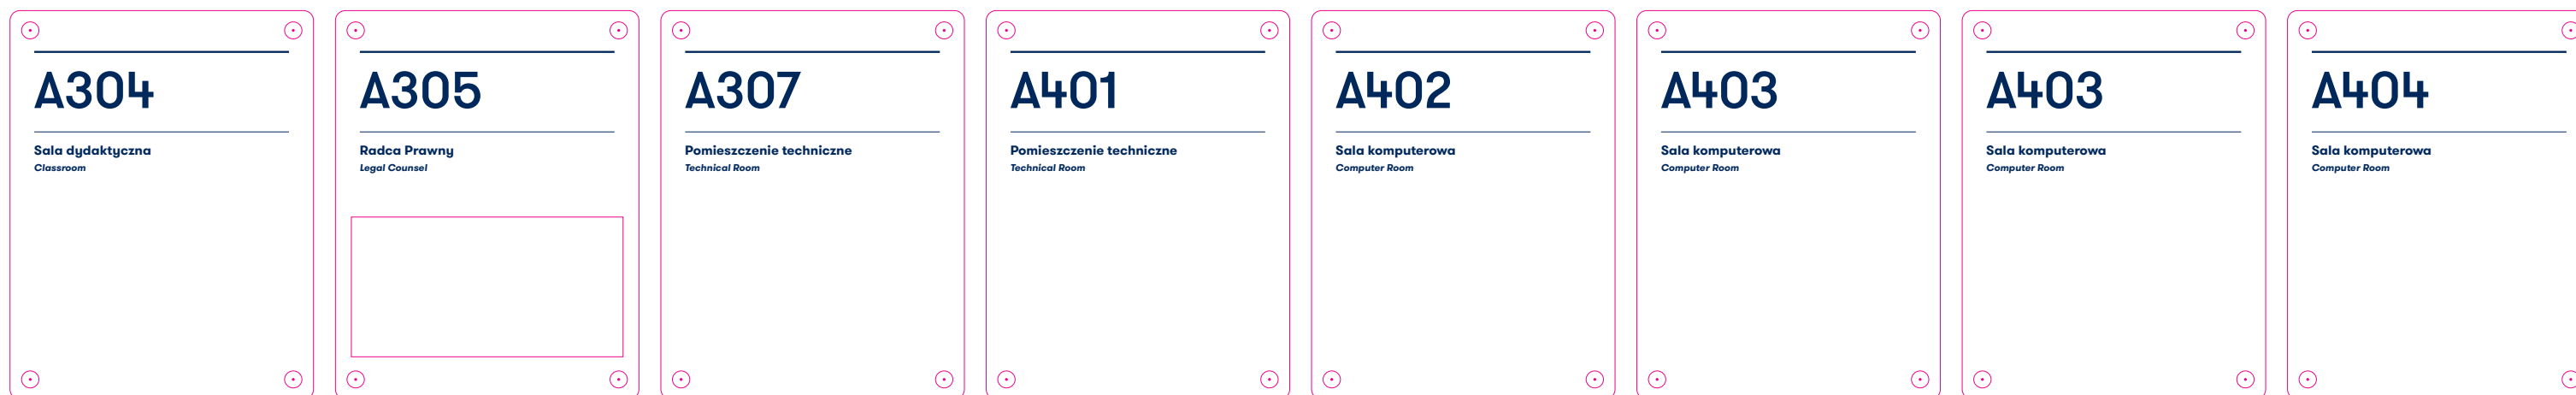 A304
Sala dydaktyczna
Classroom
A305
Radca Prawny
Legal Counsel
A307
Pomieszczenie techniczne
Technical Room
A401
Pomieszczenie techniczne
Technical Room
A402
Sala komputerowa
Computer Room
A403
Sala komputerowa
Computer Room
A403
Sala komputerowa
Computer Room
A404
Sala komputerowa
Computer Room